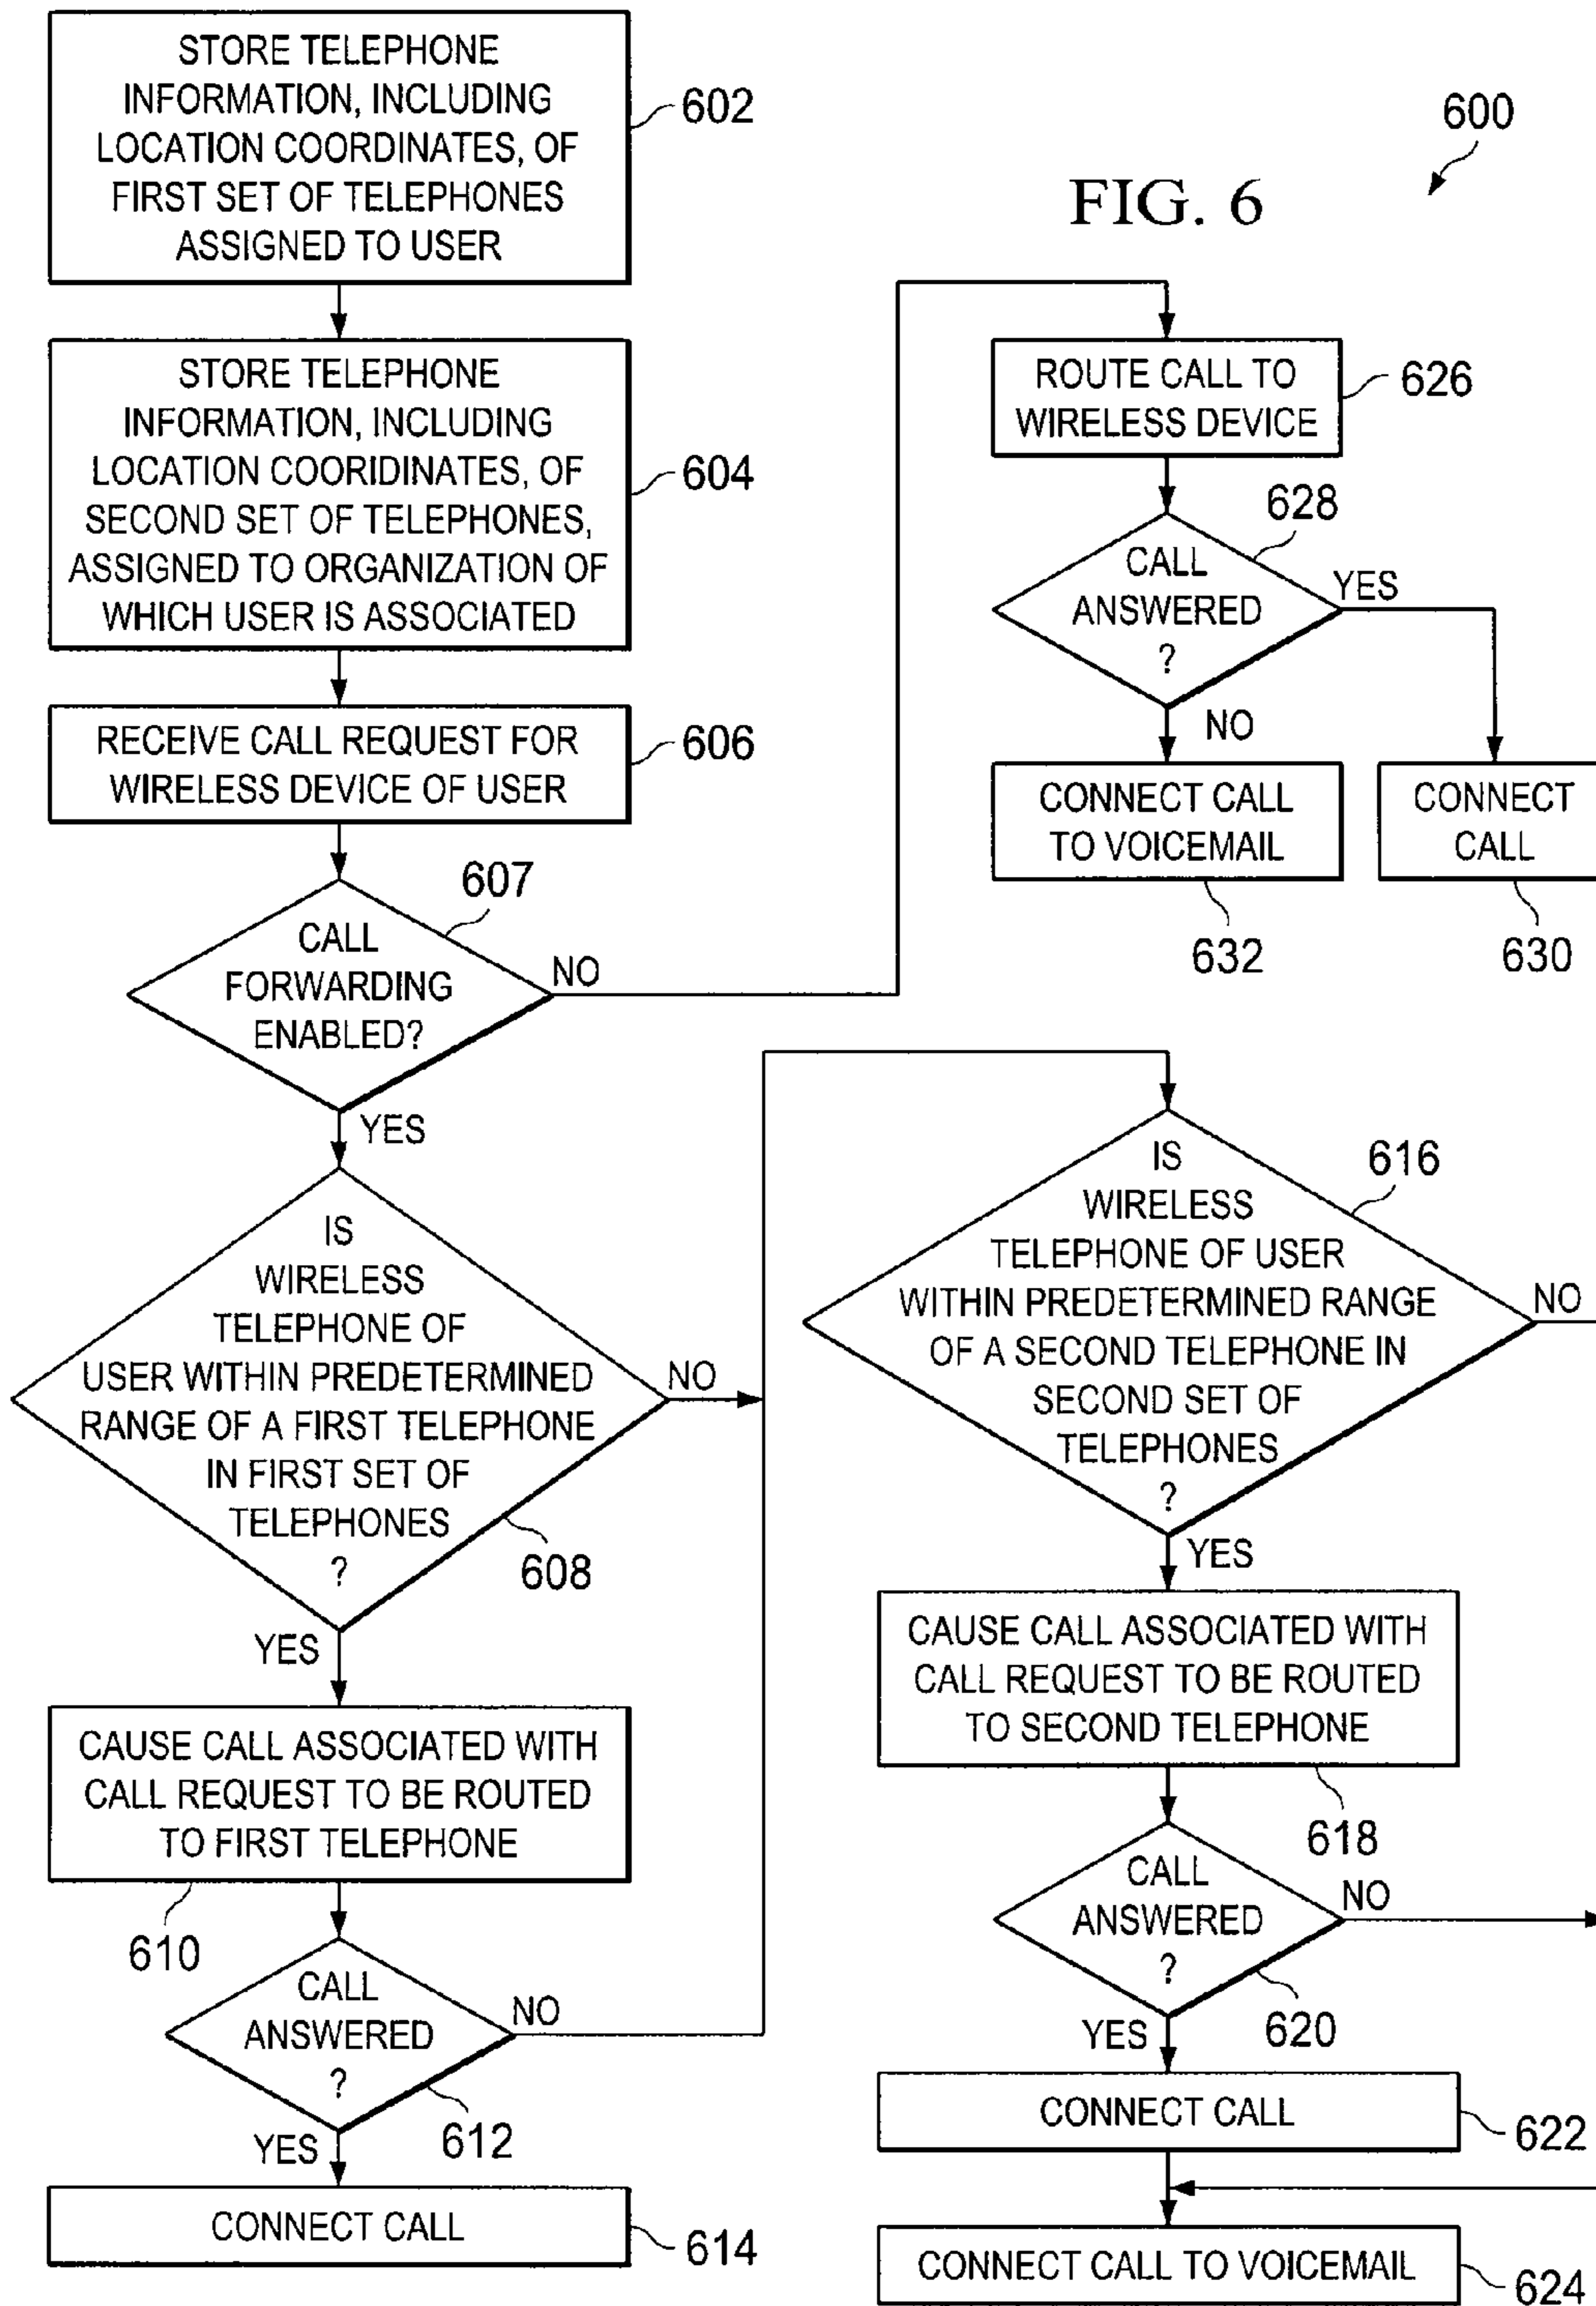 STORE TELEPHONE
INFORMATION, INCLUDING
LOCATION COORDINATES, OF
FIRST SET OF TELEPHONES
ASSIGNED TO USER
602
STORE TELEPHONE
INFORMATION, INCLUDING
LOCATION COORIDINATES, OF
SECOND SET OF TELEPHONES,
ASSIGNED TO ORGANIZATION OF
WHICH USER IS ASSOCIATED
604
RECEIVE CALL REQUEST FOR
WIRELESS DEVICE OF USER
606
CALL
FORWARDING
ENABLED?
607
NO
YES
IS
WIRELESS
TELEPHONE OF
USER WITHIN PREDETERMINED
RANGE OF A FIRST TELEPHONE
IN FIRST SET OF
TELEPHONES
?
608
NO
YES
CAUSE CALL ASSOCIATED WITH
CALL REQUEST TO BE ROUTED
TO FIRST TELEPHONE
610
CALL
ANSWERED
?
612
NO
YES
CONNECT CALL
614
600
FIG. 6
ROUTE CALL TO
WIRELESS DEVICE
626
CALL
ANSWERED
?
628
YES
NO
CONNECT CALL
TO VOICEMAIL
632
CONNECT
CALL
630
IS
WIRELESS
TELEPHONE OF USER
WITHIN PREDETERMINED RANGE
OF A SECOND TELEPHONE IN
SECOND SET OF
TELEPHONES
?
616
NO
YES
CAUSE CALL ASSOCIATED WITH
CALL REQUEST TO BE ROUTED
TO SECOND TELEPHONE
618
CALL
ANSWERED
?
620
NO
YES
CONNECT CALL
622
CONNECT CALL TO VOICEMAIL
624